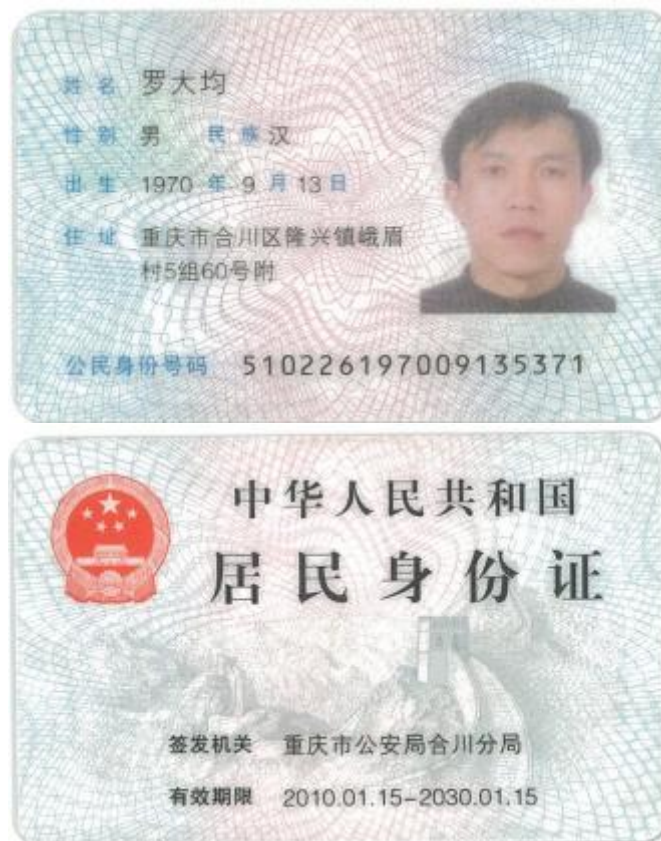 姓名 罗大均
性别 男 民族 汉
出生 1970 年 9 月 13 日
住址 重庆市合川区隆兴镇峨眉
村5组60号附
公民身份号码 510226197009135371
中华人民共和国
居民身份证
签发机关 重庆市公安局合川分局
有效期限 2010.01.15-2030.01.15